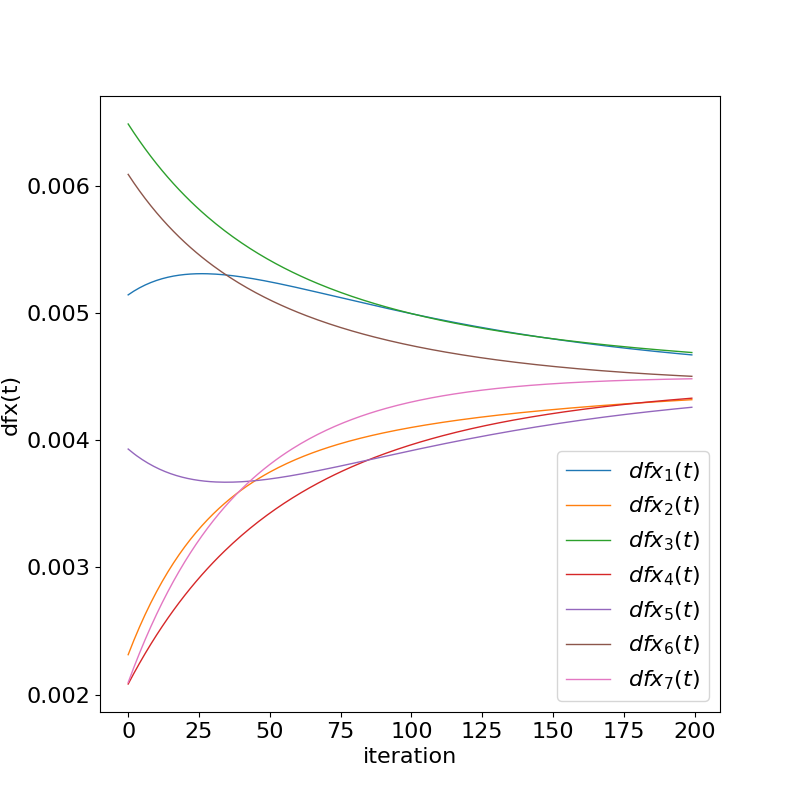 dfx(t)
0.006
0.005
0.004
0.003
0.002
0 25 50 75 100 125 150 175 200
iteration
dfx₁(t)
dfx₂(t)
dfx₃(t)
dfx₄(t)
dfx₅(t)
dfx₆(t)
dfx₇(t)